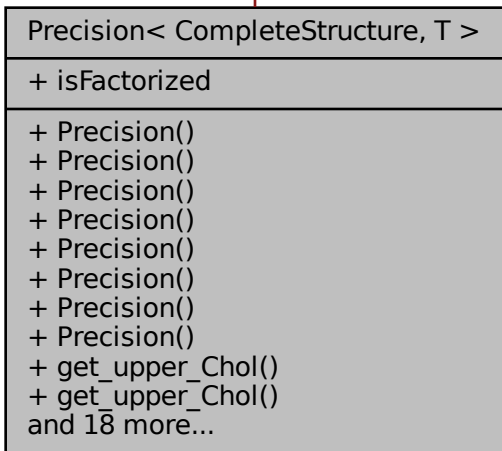 Precision< CompleteStructure, T >
+ isFactorized
+ Precision()
+ Precision()
+ Precision()
+ Precision()
+ Precision()
+ Precision()
+ Precision()
+ Precision()
+ get_upper_Chol()
+ get_upper_Chol()
and 18 more...